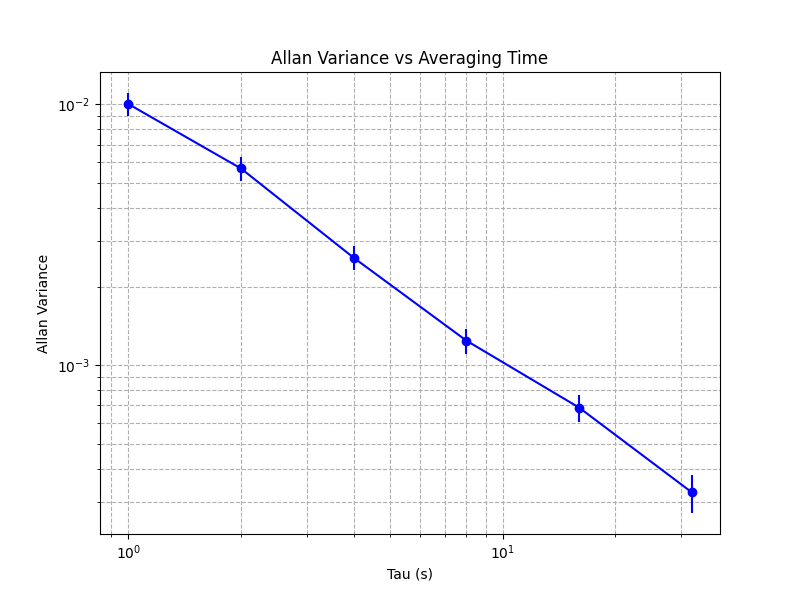 Allan Variance vs Averaging Time
Allan Variance
10⁻²
10⁻³
10⁰
10¹
Tau (s)